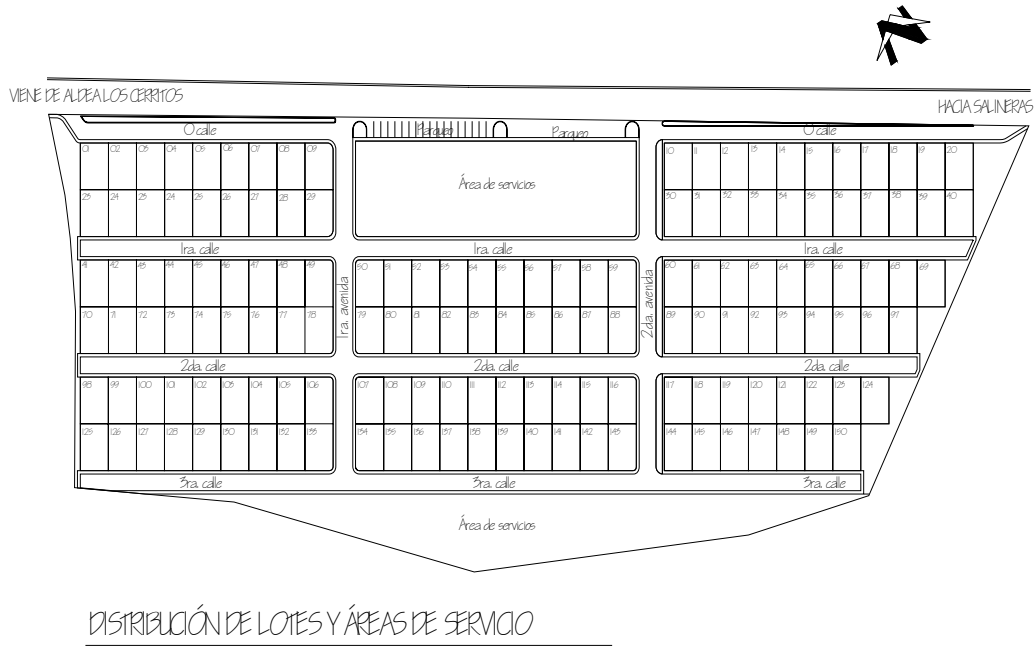 VIENE DE ALDEA LOS CERRITOS
HACIA SALINERAS
0 calle Parqueo Parqueo 0 calle
01 02 03 04 05 06 07 08 09 10 11 12 13 14 15 16 17 18 19 20
Área de servicios
23 24 23 24 25 26 27 28 29 30 31 32 33 34 35 36 37 38 39 40
1ra. calle 1ra. calle 1ra. calle
41 42 43 44 45 46 47 48 49 50 51 52 53 54 55 56 57 58 59 60 61 62 63 64 65 66 67 68 69
1ra. avenida
2da. avenida
70 71 72 73 74 75 76 77 78 79 80 81 82 83 84 85 86 87 88 89 90 91 92 93 94 95 96 97
2da. calle 2da. calle 2da. calle
98 99 100 101 102 103 104 105 106 107 108 109 110 111 112 113 114 115 116 117 118 119 120 121 122 123 124
125 126 127 128 129 130 131 132 133 134 135 136 137 138 139 140 141 142 143 144 145 146 147 148 149 150
3ra. calle 3ra. calle 3ra. calle
Área de servicios
DISTRIBUCIÓN DE LOTES Y ÁREAS DE SERVICIO